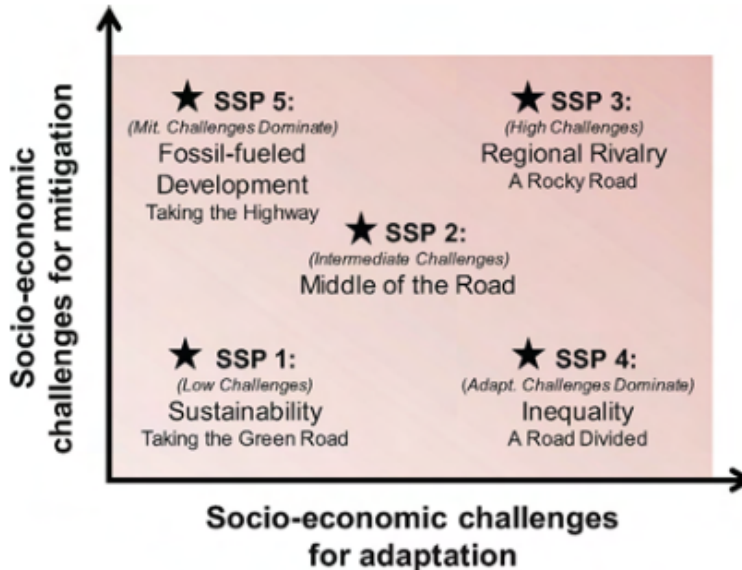 Socio-economic
challenges for mitigation
SSP 5:
(Mit. Challenges Dominate)
Fossil-fueled
Development
Taking the Highway
SSP 3:
(High Challenges)
Regional Rivalry
A Rocky Road
SSP 2:
(Intermediate Challenges)
Middle of the Road
SSP 1:
(Low Challenges)
Sustainability
Taking the Green Road
SSP 4:
(Adapt. Challenges Dominate)
Inequality
A Road Divided
Socio-economic challenges
for adaptation